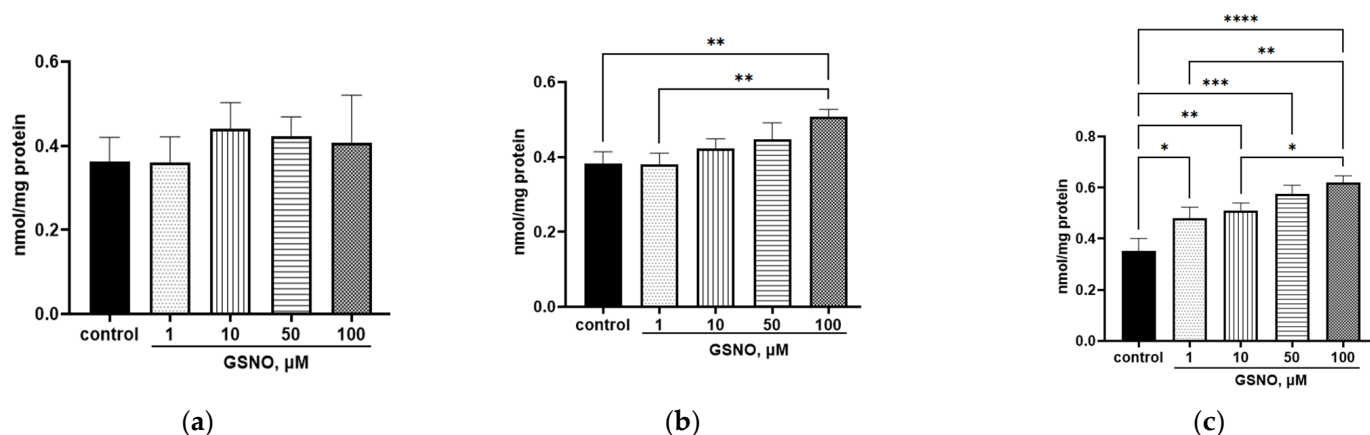 0.6
0.4
0.2
0.0
nmol/mg protein
control 1 10 50 100
GSNO, µM
(a)
**
**
0.6
0.4
0.2
0.0
nmol/mg protein
control 1 10 50 100
GSNO, µM
(b)
****
**
***
**
* *
0.8
0.6
0.4
0.2
0.0
nmol/mg protein
control 1 10 50 100
GSNO, µM
(c)